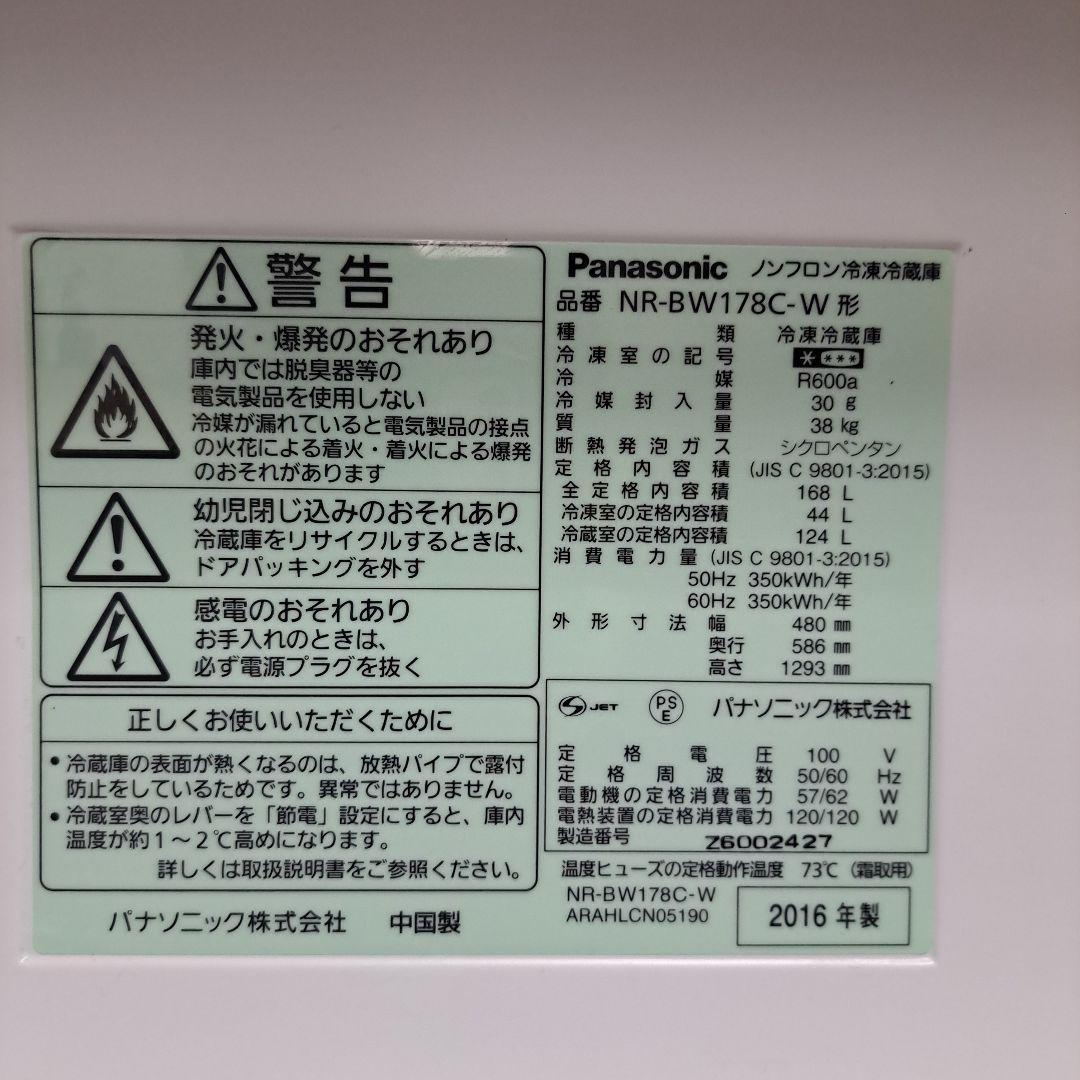 警告
発火・爆発のおそれあり
庫内では脱臭器等の
電気製品を使用しない
冷媒が漏れていると電気製品の接点
の火花による着火・着火による爆発
のおそれがあります
幼児閉じ込みのおそれあり
冷蔵庫をリサイクルするときは、
ドアパッキングを外す
感電のおそれあり
お手入れのときは、
必ず電源プラグを抜く
正しくお使いいただくために
•冷蔵庫の表面が熱くなるのは、放熱パイプで露付
防止をしているためです。異常ではありません。
•冷蔵室奥のレバーを「節電」設定にすると、庫内
温度が約1～2℃高めになります。
詳しくは取扱説明書をご参照ください。
パナソニック株式会社 中国製
Panasonic ノンフロン冷凍冷蔵庫
品番 NR-BW178C-W 形
種類 冷凍冷蔵庫
冷凍室の記号 ****
冷媒 R600a
冷媒封入量 30 g
質量 38 kg
断熱発泡ガス シクロペンタン
定格内容積 (JIS C 9801-3:2015)
全定格内容積 168 L
冷凍室の定格内容積 44 L
冷蔵室の定格内容積 124 L
消費電力量 (JIS C 9801-3:2015)
50Hz 350kWh/年
60Hz 350kWh/年
外形寸法 幅 480 mm
奥行 586 mm
高さ 1293 mm
S JET PS E パナソニック株式会社
定格電圧 100 V
定格周波数 50/60 Hz
電動機の定格消費電力 57/62 W
電熱装置の定格消費電力 120/120 W
製造番号 Z6002427
温度ヒューズの定格動作温度 73℃ (霜取用)
NR-BW178C-W
ARAHLCN05190
2016 年製